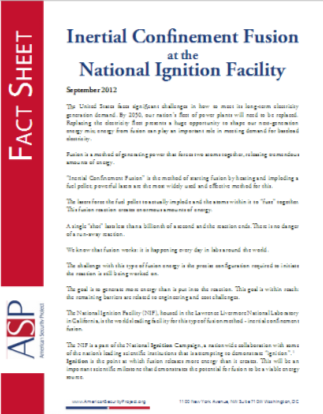 FACT SHEET
Inertial Confinement Fusion
at the
National Ignition Facility
September 2012
The United States faces significant challenges in how to meet its long-term electricity
generation demand. By 2050, our nation's fleet of power plants will need to be replaced.
Replacing the electricity fleet presents a huge opportunity to shape our next-generation
energy mix; energy from fusion can play an important role in meeting demand for baseload
electricity.
Fusion is a method of generating power that forces two atoms together, releasing tremendous
amounts of energy.
"Inertial Confinement Fusion" is the method of starting fusion by heating and imploding a
fuel pellet; powerful lasers are the most widely used and effective method for this.
The lasers force the fuel pellet to actually implode and the atoms within it to "fuse" together.
This fusion reaction creates enormous amounts of energy.
A single "shot" lasts less than a billionth of a second and the reaction ends. There is no danger
of a run-away reaction.
We know that fusion works: it is happening every day in labs around the world.
The challenge with this type of fusion energy is the precise configuration required to initiate
the reaction is still being worked on.
The goal is to generate more energy than is put into the reaction. This goal is within reach:
the remaining barriers are related to engineering and cost challenges.
The National Ignition Facility (NIF), housed in the Lawrence Livermore National Laboratory
in California, is the world's leading facility for this type of fusion method – inertial confinement
fusion.
The NIF is a part of the National Ignition Campaign, a nation-wide collaboration with some
of the nation's leading scientific institutions that is attempting to demonstrate "ignition".
Ignition is the point at which fusion releases more energy than it creates. This will be an
important scientific milestone that demonstrates the potential for fusion to be a viable energy
source.
ASP
American Security Project
www.AmericanSecurityProject.org 1100 New York Avenue, NW Suite 710W Washington, DC